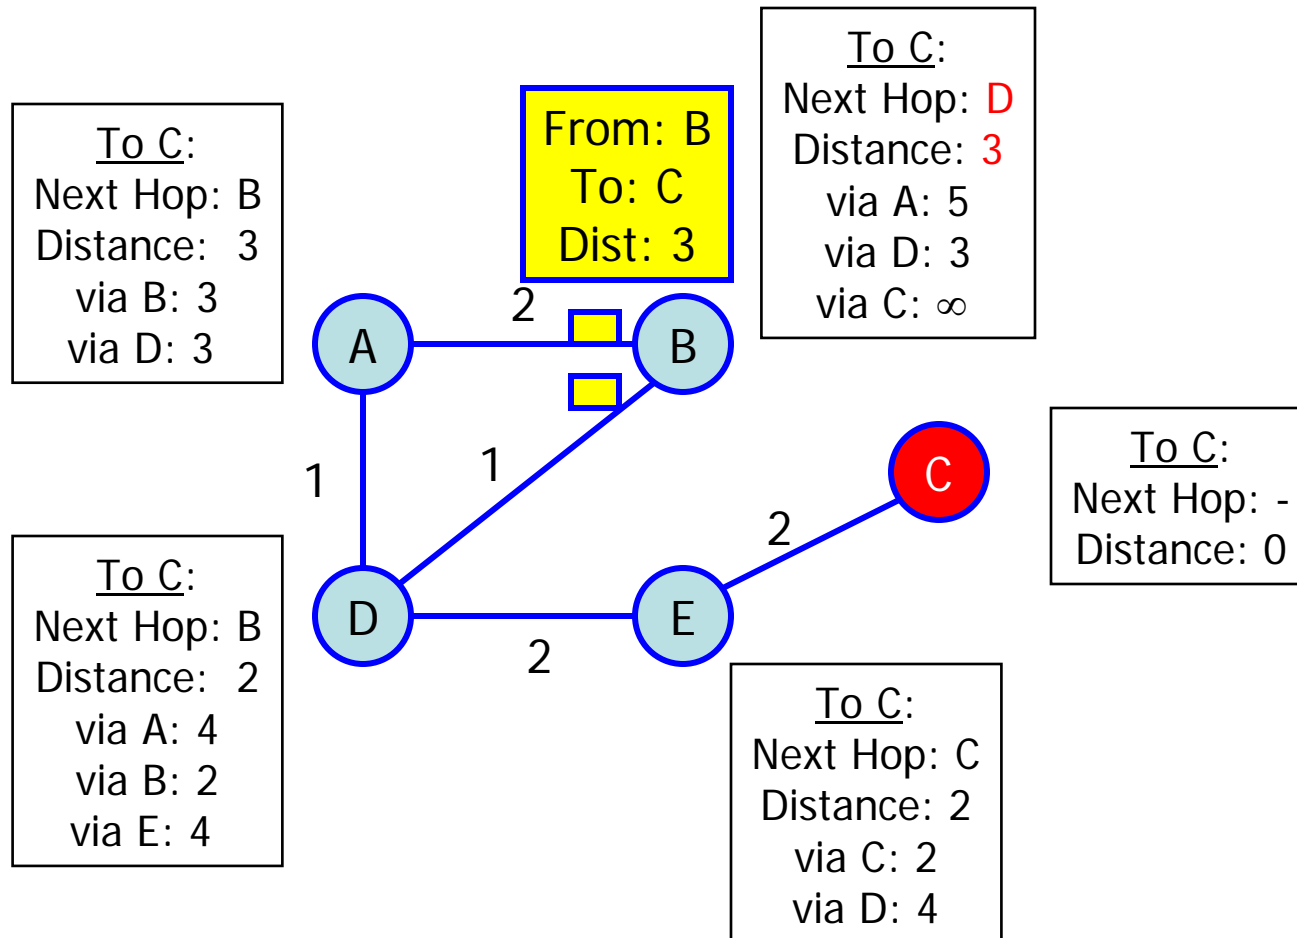 To C:
Next Hop: B
Distance: 3
via B: 3
via D: 3
From: B
To: C
Dist: 3
To C:
Next Hop: D
Distance: 3
via A: 5
via D: 3
via C: ∞
2
A
B
1
1
C
To C:
Next Hop: -
Distance: 0
2
To C:
Next Hop: B
Distance: 2
via A: 4
via B: 2
via E: 4
D
E
2
To C:
Next Hop: C
Distance: 2
via C: 2
via D: 4